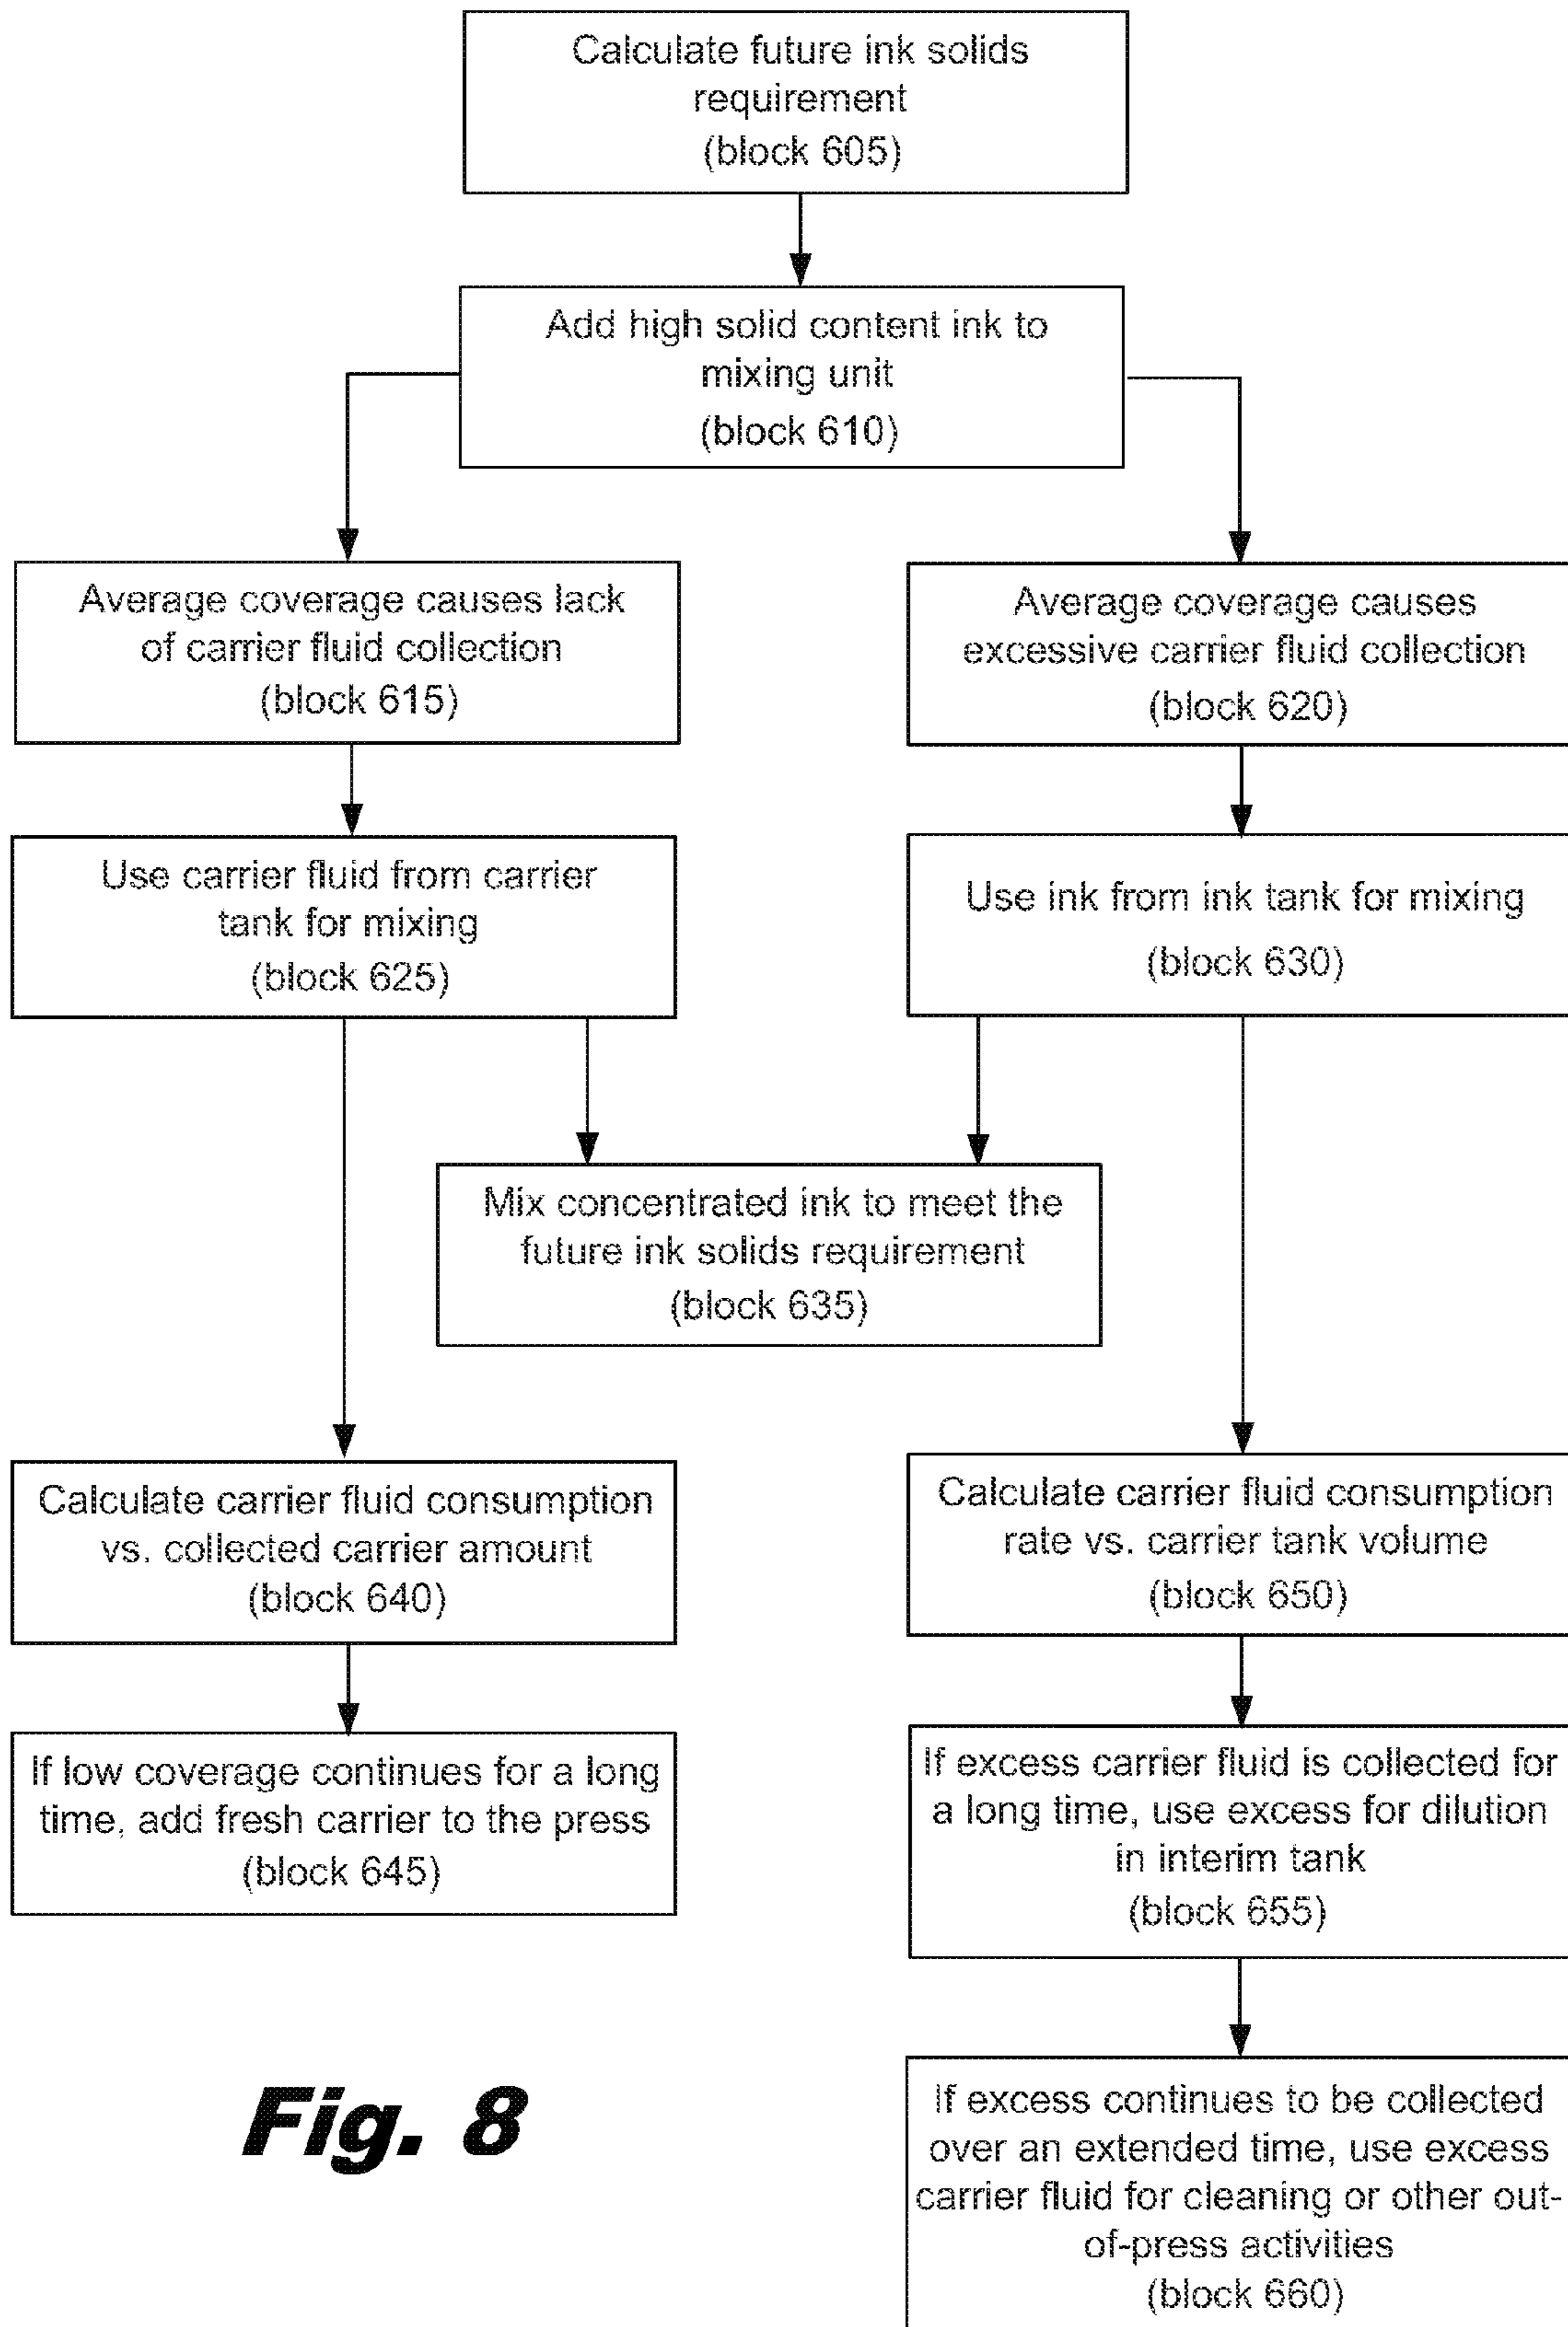 Calculate future ink solids
requirement
(block 605)
Add high solid content ink to
mixing unit
(block 610)
Average coverage causes lack
of carrier fluid collection
(block 615)
Average coverage causes
excessive carrier fluid collection
(block 620)
Use carrier fluid from carrier
tank for mixing
(block 625)
Use ink from ink tank for mixing
(block 630)
Mix concentrated ink to meet the
future ink solids requirement
(block 635)
Calculate carrier fluid consumption
vs. collected carrier amount
(block 640)
Calculate carrier fluid consumption
rate vs. carrier tank volume
(block 650)
If low coverage continues for a long
time, add fresh carrier to the press
(block 645)
If excess carrier fluid is collected for
a long time, use excess for dilution
in interim tank
(block 655)
If excess continues to be collected
over an extended time, use excess
carrier fluid for cleaning or other out-
of-press activities
(block 660)
Fig. 8